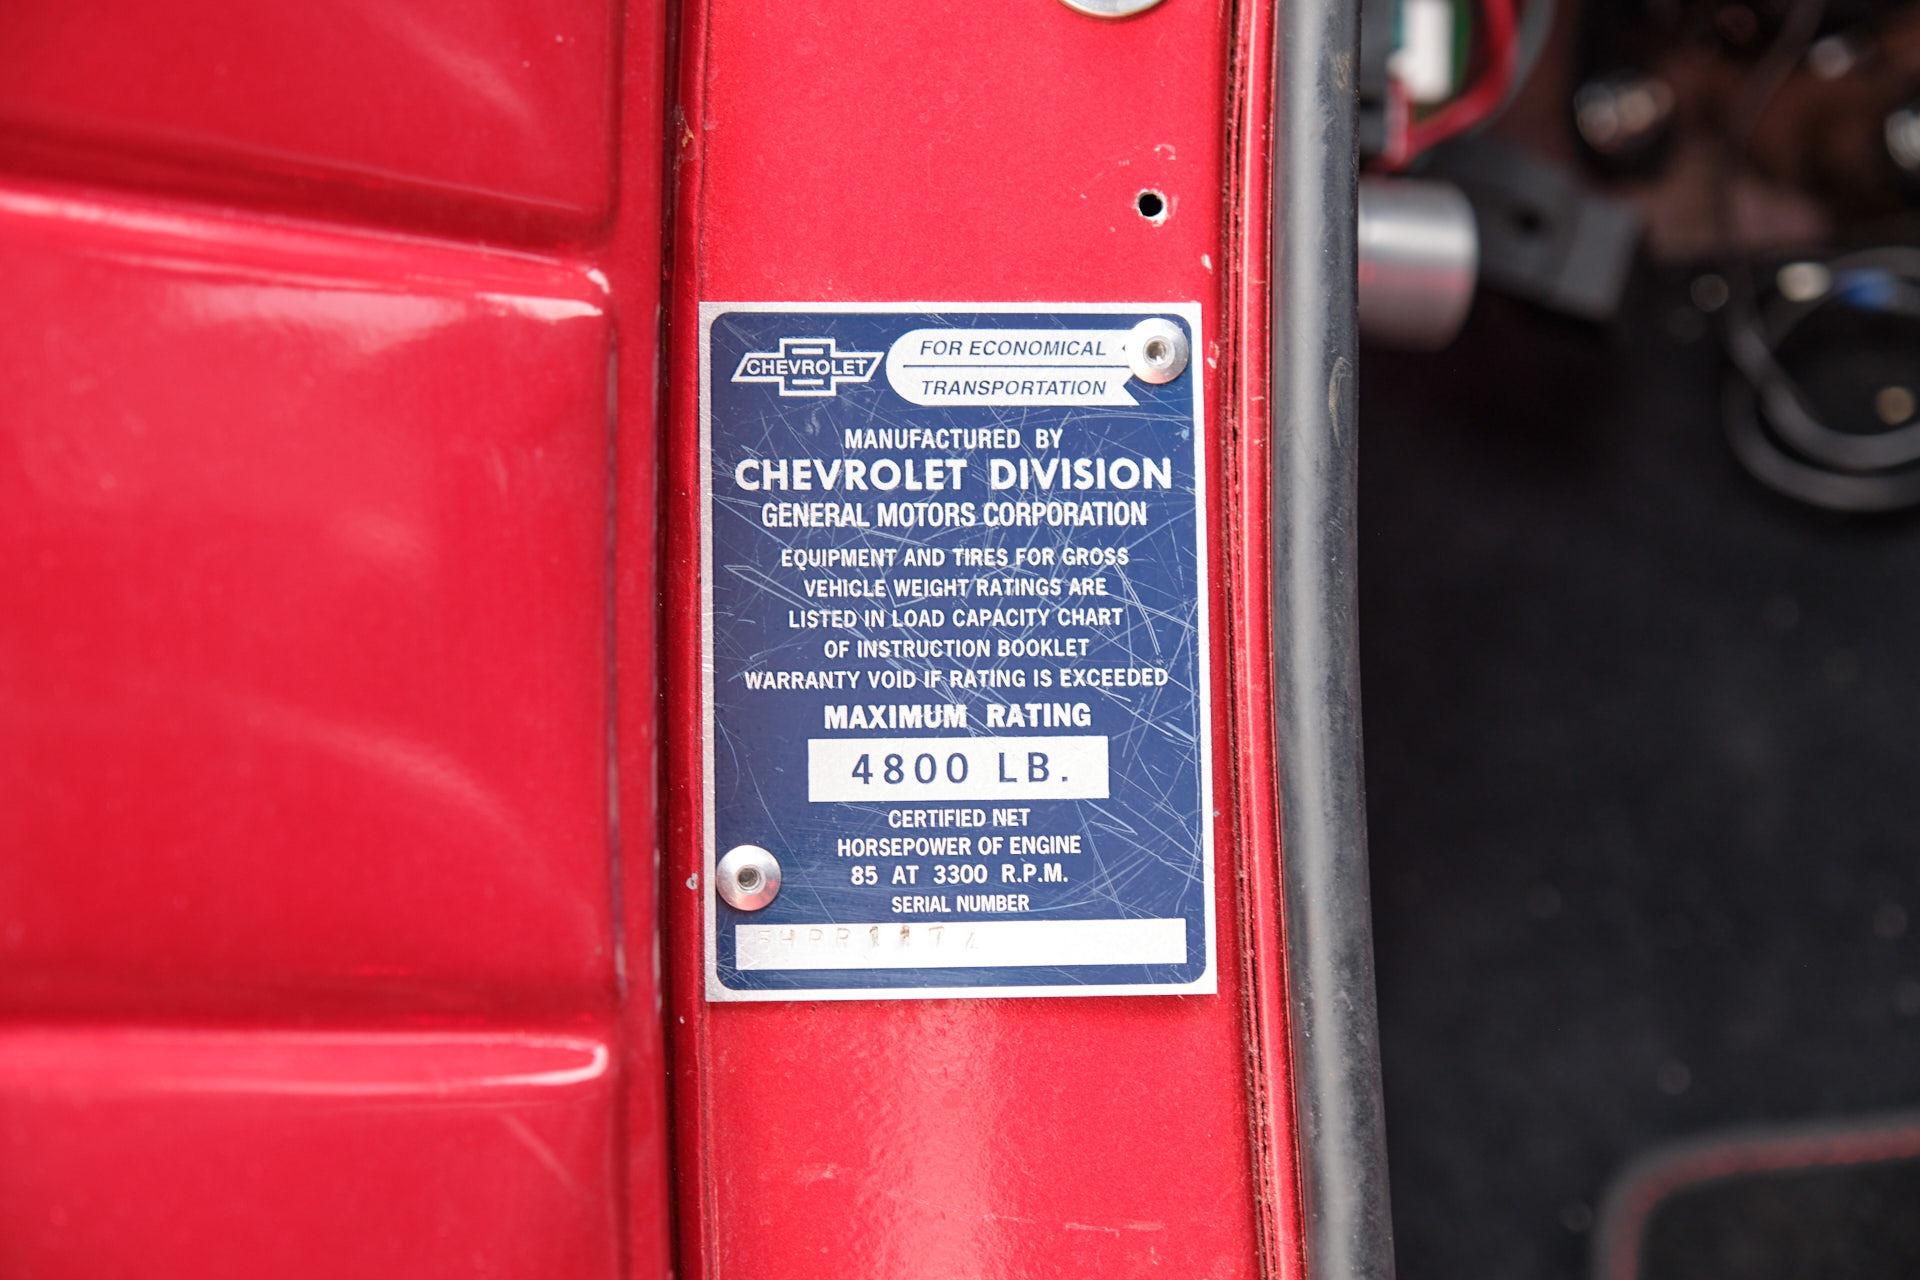 CHEVROLET
FOR ECONOMICAL
TRANSPORTATION
MANUFACTURED BY
CHEVROLET DIVISION
GENERAL MOTORS CORPORATION
EQUIPMENT AND TIRES FOR GROSS
VEHICLE WEIGHT RATINGS ARE
LISTED IN LOAD CAPACITY CHART
OF INSTRUCTION BOOKLET
WARRANTY VOID IF RATING IS EXCEEDED
MAXIMUM RATING
4800 LB.
CERTIFIED NET
HORSEPOWER OF ENGINE
85 AT 3300 R.P.M.
SERIAL NUMBER